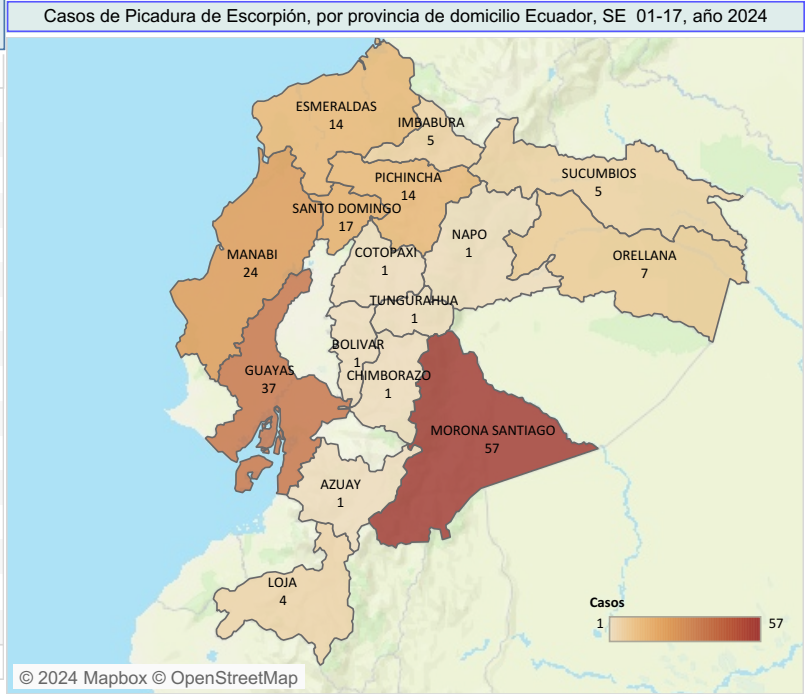 Casos de Picadura de Escorpión, por provincia de domicilio Ecuador, SE 01-17, año 2024
ESMERALDAS
14
IMBABURA
5
PICHINCHA
14
SUCUMBIOS
5
SANTO DOMINGO
17
NAPO
1
MANABI
24
COTOPAXI
1
ORELLANA
7
TUNGURAHUA
1
BOLIVAR
1
GUAYAS
37
CHIMBORAZO
1
MORONA SANTIAGO
57
AZUAY
1
LOJA
4
Casos
1 57
© 2024 Mapbox © OpenStreetMap